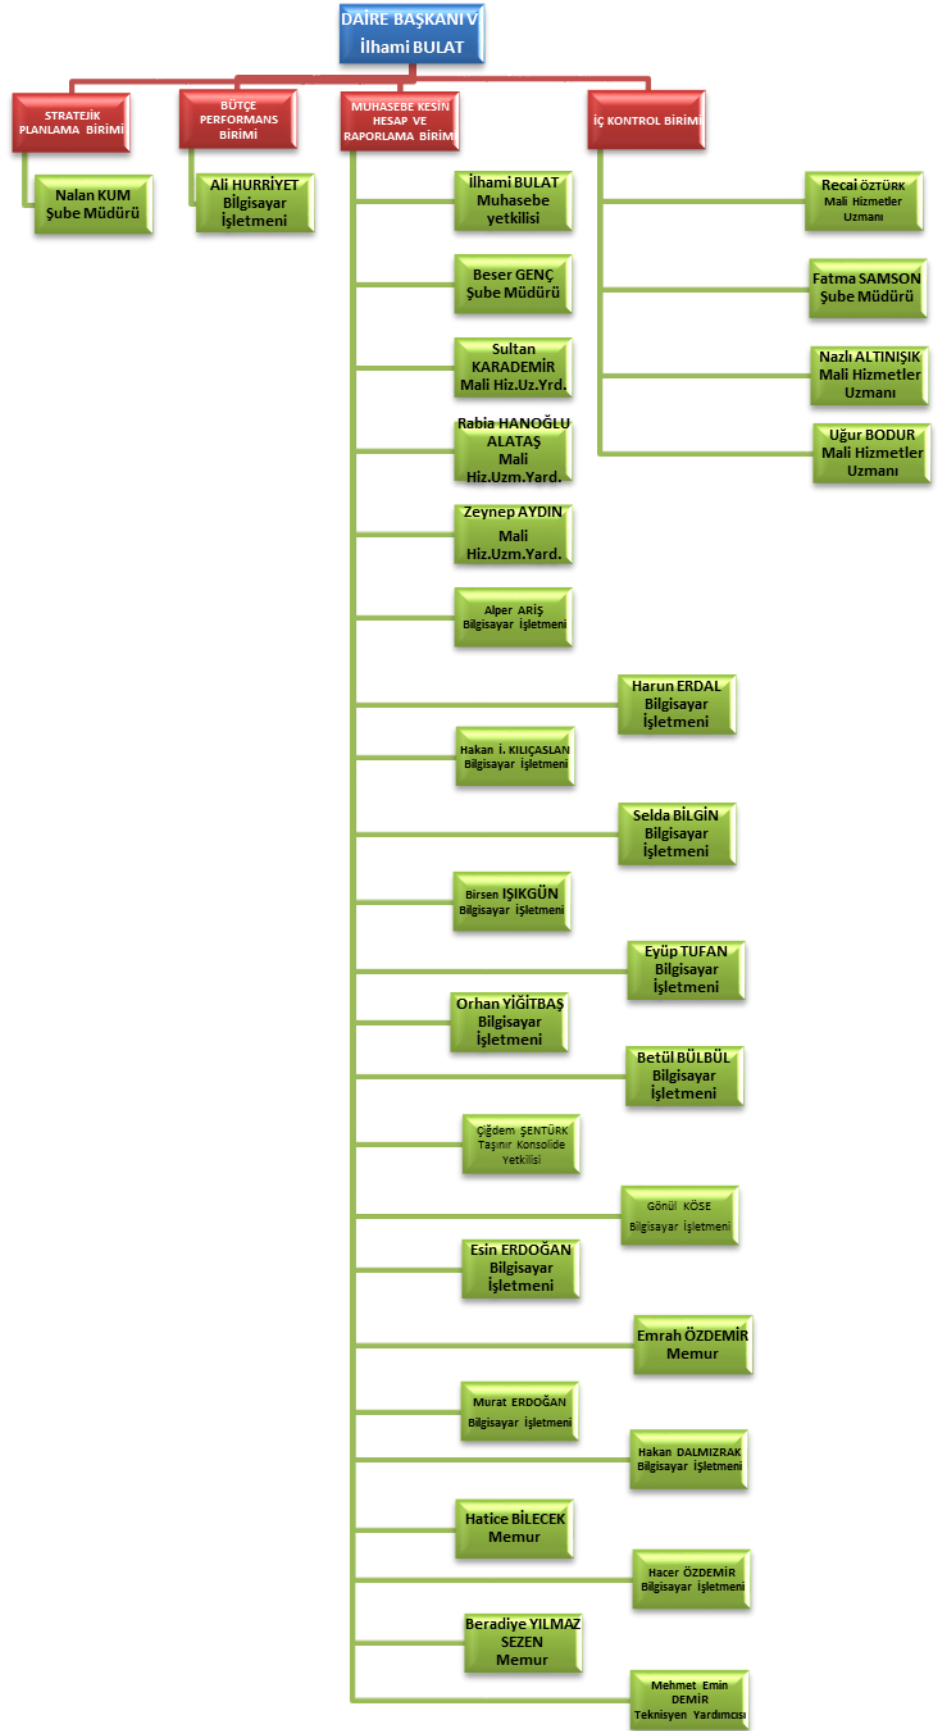 DAİRE BAŞKANI V
İlhami BULAT
STRATEJİK
PLANLAMA BİRİMİ
BÜTÇE
PERFORMANS
BİRİMİ
MUHASEBE KESİN
HESAP VE
RAPORLAMA BİRİMİ
İÇ KONTROL BİRİMİ
Nalan KUM
Şube Müdürü
Ali HURRİYET
Bilgisayar
İşletmeni
İlhami BULAT
Muhasebe
yetkilisi
Beser GENÇ
Şube Müdürü
Sultan
KARADEMİR
Mali Hiz.Uz.Yrd.
Rabia HANOĞLU
ALATAŞ
Mali
Hiz.Uzm.Yard.
Zeynep AYDIN
Mali
Hiz.Uzm.Yard.
Alper ARİŞ
Bilgisayar İşletmeni
Harun ERDAL
Bilgisayar
İşletmeni
Hakan İ. KILIÇASLAN
Bilgisayar İşletmeni
Selda BİLGİN
Bilgisayar
İşletmeni
Birsen IŞIKGÜN
Bilgisayar İşletmeni
Eyüp TUFAN
Bilgisayar
İşletmeni
Orhan YİĞİTBAŞ
Bilgisayar
İşletmeni
Betül BÜLBÜL
Bilgisayar
İşletmeni
Çiğdem ŞENTÜRK
Taşınır Konsolide
Yetkilisi
Gönül KÖSE
Bilgisayar İşletmeni
Esin ERDOĞAN
Bilgisayar
İşletmeni
Emrah ÖZDEMİR
Memur
Murat ERDOĞAN
Bilgisayar İşletmeni
Hakan DALMIZRAK
Bilgisayar İşletmeni
Hatice BİLECEK
Memur
Hacer ÖZDEMİR
Bilgisayar İşletmeni
Beradiye YILMAZ
SEZEN
Memur
Mehmet Emin
DEMİR
Teknisyen Yardımcısı
Recai ÖZTÜRK
Mali Hizmetler
Uzmanı
Fatma SAMSON
Şube Müdürü
Nazlı ALTINIŞIK
Mali Hizmetler
Uzmanı
Uğur BODUR
Mali Hizmetler
Uzmanı